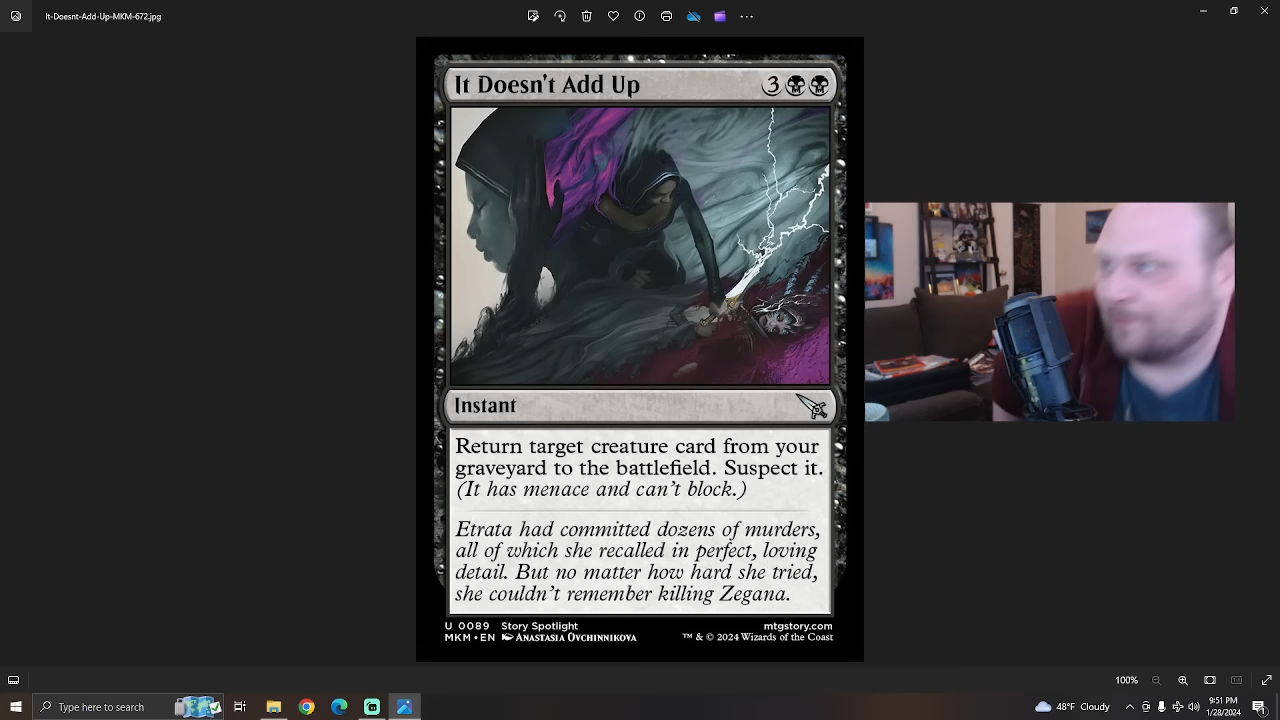 It-Doesnt-Add-Up-MKM-672.jpg
It Doesn't Add Up 3
Instant
Return target creature card from your
graveyard to the battlefield. Suspect it.
(It has menace and can't block.)
Etrata had committed dozens of murders,
all of which she recalled in perfect, loving
detail. But no matter how hard she tried,
she couldn't remember killing Zegana.
U 0089 Story Spotlight mtgstory.com
MKM • EN Anastasia Ovchinnikova ™ & © 2024 Wizards of the Coast
100%
Type here to search
48°F Cloudy
9:51 PM
1/28/2024